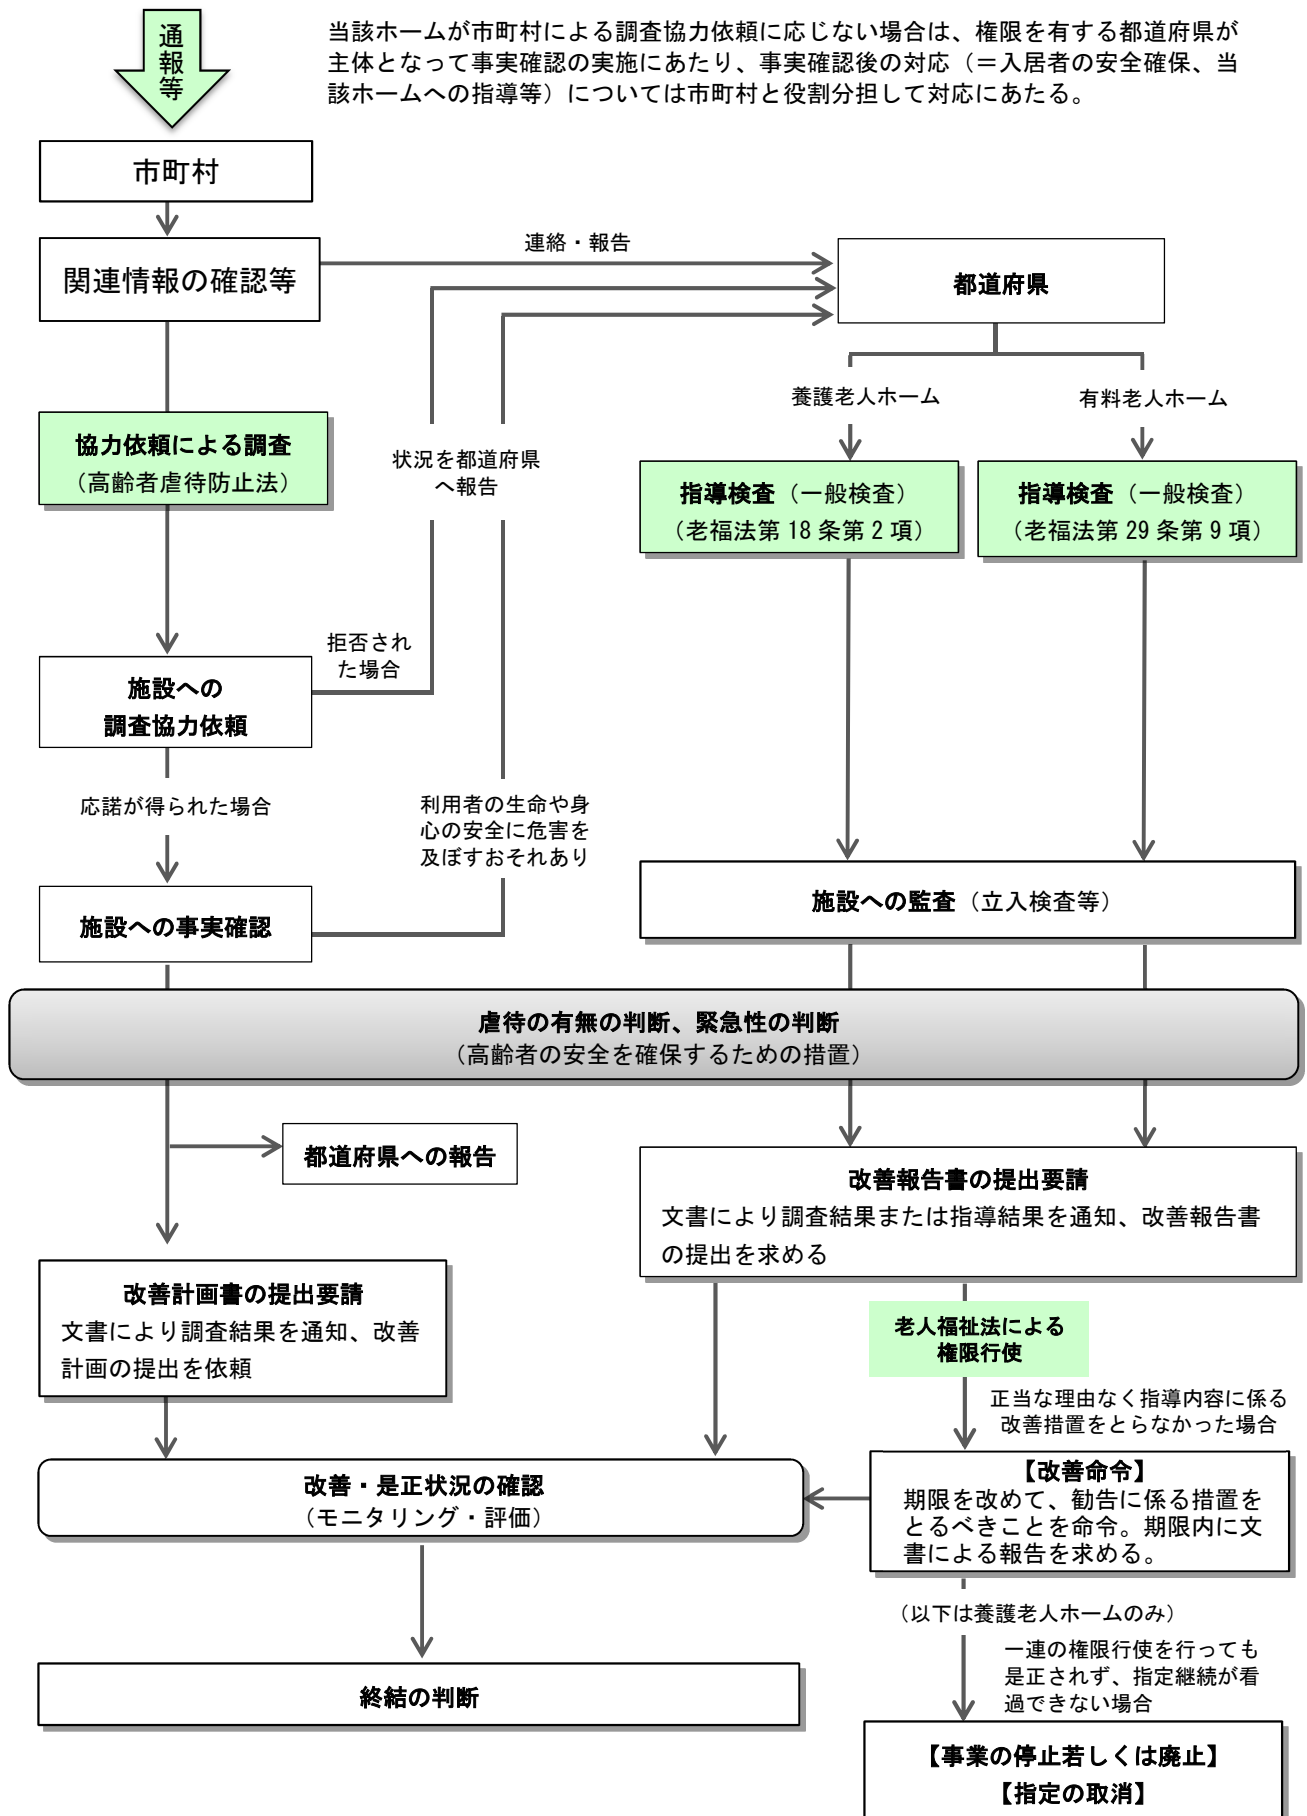 通報等
当該ホームが市町村による調査協力依頼に応じない場合は、権限を有する都道府県が
主体となって事実確認の実施にあたり、事実確認後の対応（＝入居者の安全確保、当
該ホームへの指導等）については市町村と役割分担して対応にあたる。
市町村
関連情報の確認等
連絡・報告
都道府県
養護老人ホーム
有料老人ホーム
協力依頼による調査
（高齢者虐待防止法）
状況を都道府県
へ報告
指導検査（一般検査）
（老福法第 18 条第 2 項）
指導検査（一般検査）
（老福法第 29 条第 9 項）
拒否され
た場合
施設への
調査協力依頼
応諾が得られた場合
利用者の生命や身
心の安全に危害を
及ぼすおそれあり
施設への事実確認
施設への監査（立入検査等）
虐待の有無の判断、緊急性の判断
（高齢者の安全を確保するための措置）
都道府県への報告
改善報告書の提出要請
文書により調査結果または指導結果を通知、改善報告書
の提出を求める
改善計画書の提出要請
文書により調査結果を通知、改善
計画の提出を依頼
老人福祉法による
権限行使
正当な理由なく指導内容に係る
改善措置をとらなかった場合
改善・是正状況の確認
（モニタリング・評価）
【改善命令】
期限を改めて、勧告に係る措置を
とるべきことを命令。期限内に文
書による報告を求める。
（以下は養護老人ホームのみ）
一連の権限行使を行っても
是正されず、指定継続が看
過できない場合
終結の判断
【事業の停止若しくは廃止】
【指定の取消】